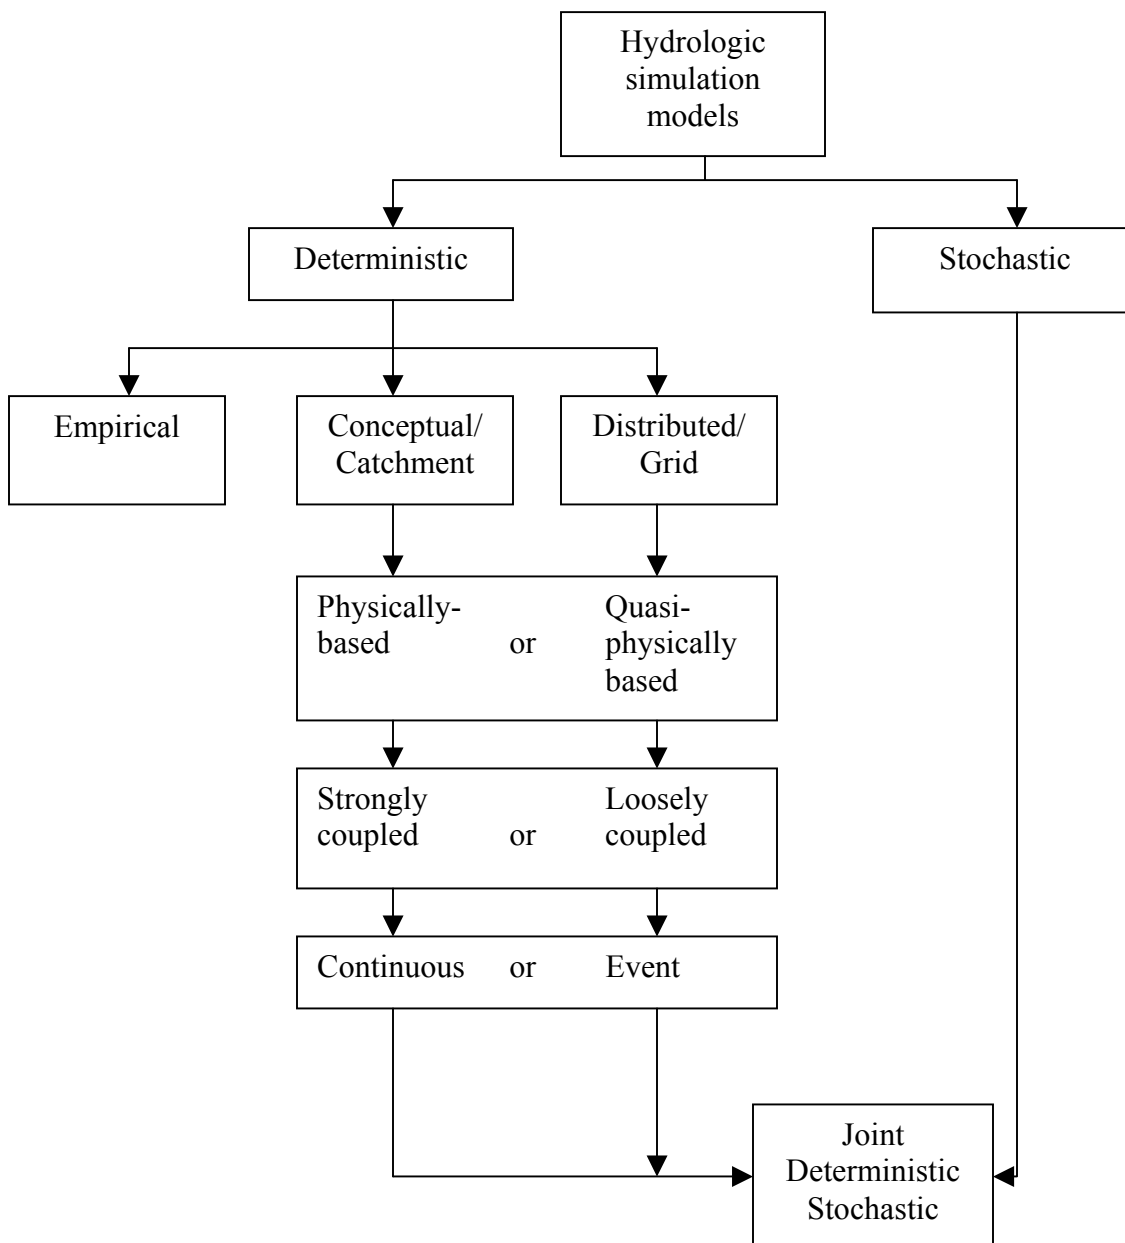 Hydrologic
simulation
models
Deterministic
Stochastic
Empirical
Conceptual/
Catchment
Distributed/
Grid
Physically-
based
or
Quasi-
physically
based
Strongly
coupled
or
Loosely
coupled
Continuous or Event
Joint
Deterministic
Stochastic